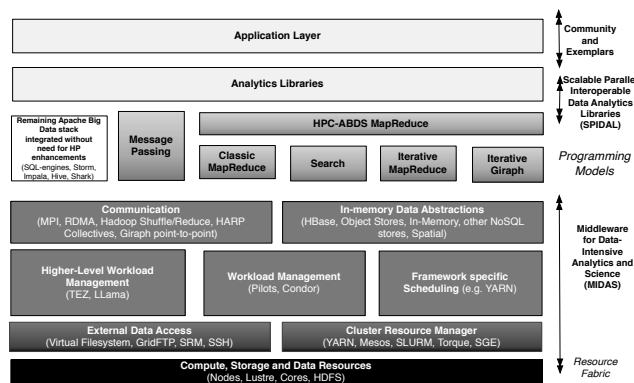 Application Layer
Community
and
Exemplars
Analytics Libraries
Scalable Paralle
Interoperable
Data Analytics
Libraries
(SPIDAL)
Remaining Apache Big
Data stack
integrated without
need for HP
enhancements
(SQL-engines, Storm,
Impala, Hive, Shark)
Message
Passing
HPC-ABDS MapReduce
Classic
MapReduce
Search
Iterative
MapReduce
Iterative
Giraph
Programming
Models
Communication
(MPI, RDMA, Hadoop Shuffle/Reduce, HARP
Collectives, Giraph point-to-point)
In-memory Data Abstractions
(HBase, Object Stores, In-Memory, other NoSQL
stores, Spatial)
Higher-Level Workload
Management
(TEZ, LLama)
Workload Management
(Pilots, Condor)
Framework specific
Scheduling (e.g. YARN)
Middleware
for Data-
Intensive
Analytics and
Science
(MIDAS)
External Data Access
(Virtual Filesystem, GridFTP, SRM, SSH)
Cluster Resource Manager
(YARN, Mesos, SLURM, Torque, SGE)
Compute, Storage and Data Resources
(Nodes, Lustre, Cores, HDFS)
Resource
Fabric